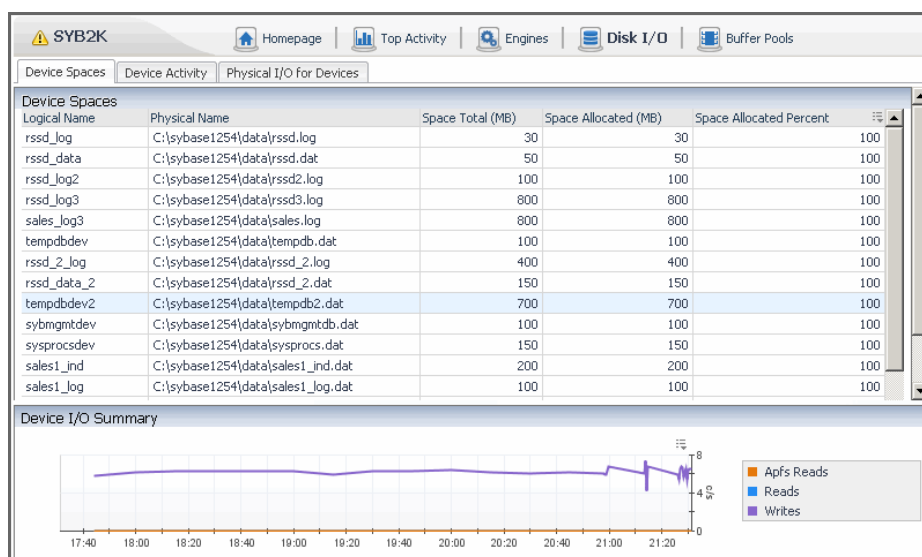 SYB2K Homepage Top Activity Engines Disk I/O Buffer Pools
Device Spaces Device Activity Physical I/O for Devices
Device Spaces
Logical Name Physical Name Space Total (MB) Space Allocated (MB) Space Allocated Percent
rssd_log C:\sybase1254\data\rssd.log 30 30 100
rssd_data C:\sybase1254\data\rssd.dat 50 50 100
rssd_log2 C:\sybase1254\data\rssd2.log 100 100 100
rssd_log3 C:\sybase1254\data\rssd3.log 800 800 100
sales_log3 C:\sybase1254\data\sales.log 800 800 100
tempdbdev C:\sybase1254\data\tempdb.dat 100 100 100
rssd_2_log C:\sybase1254\data\rssd_2.log 400 400 100
rssd_data_2 C:\sybase1254\data\rssd_2.dat 150 150 100
tempdbdev2 C:\sybase1254\data\tempdb2.dat 700 700 100
sybmgmtdev C:\sybase1254\data\sybmgmtdb.dat 100 100 100
sysprocsdev C:\sybase1254\data\sysprocs.dat 150 150 100
sales1_ind C:\sybase1254\data\sales1_ind.dat 200 200 100
sales1_log C:\sybase1254\data\sales1_log.dat 100 100 100
Device I/O Summary
8
4
0
c/s
Apfs Reads
Reads
Writes
17:40 18:00 18:20 18:40 19:00 19:20 19:40 20:00 20:20 20:40 21:00 21:20